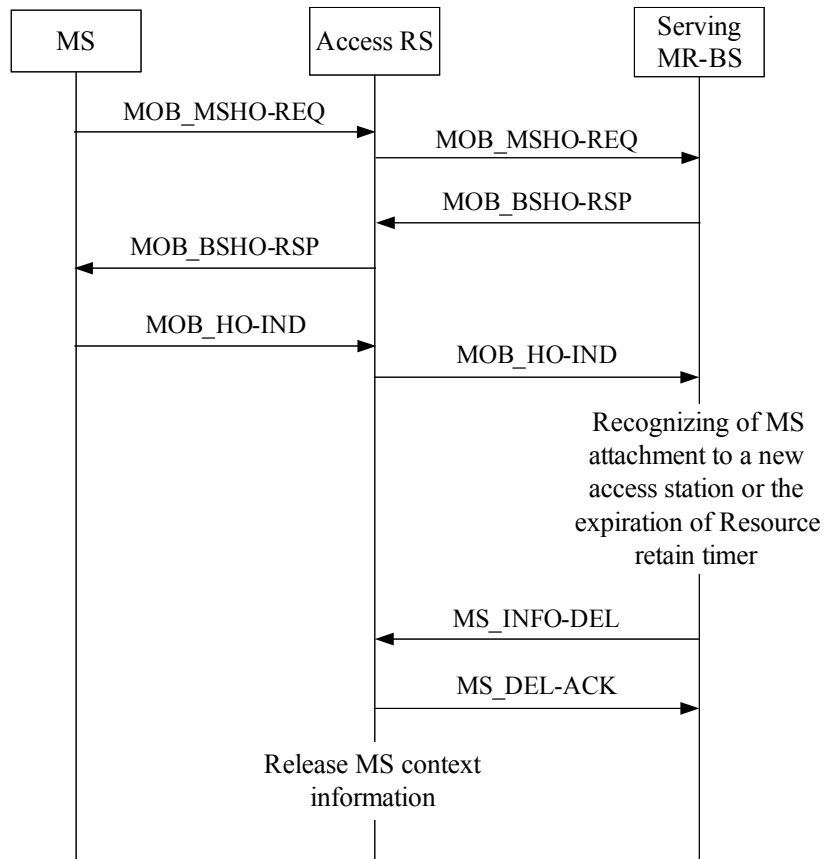 MS
Access RS
Serving
MR-BS
MOB_MSHO-REQ
MOB_MSHO-REQ
MOB_BSHO-RSP
MOB_BSHO-RSP
MOB_HO-IND
MOB_HO-IND
Recognizing of MS
attachment to a new
access station or the
expiration of Resource
retain timer
MS_INFO-DEL
MS_DEL-ACK
Release MS context
information